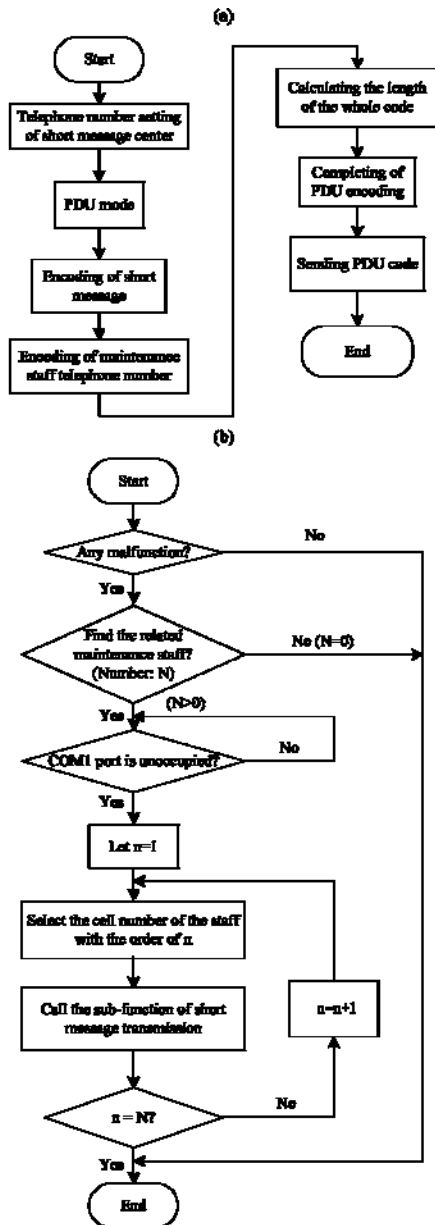 (a)
Start
Telephone number setting
of short message center
PDU mode
Encoding of short
message
Encoding of maintenance
staff telephone number
Calculating the length
of the whole code
Completing of
PDU encoding
Sending PDU code
End
(b)
Start
Any malfunction?
No
Yes
Find the related
maintenance staff?
(Number: N)
No (N=0)
(N>0)
Yes
COM1 port is unoccupied?
No
Yes
Let n=1
Select the cell number of the staff
with the order of n
Call the sub-function of short
message transmission
n=n+1
n = N?
No
Yes
End